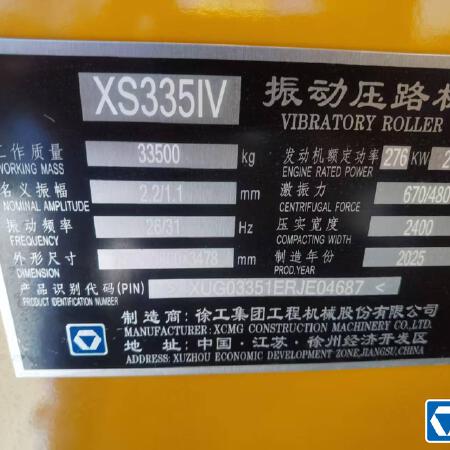 XS335IV 振动压路机
VIBRATORY ROLLER
工作质量 33500 kg 发动机额定功率 276 KW
WORKING MASS ENGINE RATED POWER
名义振幅 2.2/1.1 mm 激振力 670/480
NOMINAL AMPLITUDE CENTRIFUGAL FORCE
振动频率 26/31 Hz 压实宽度 2400
FREQUENCY COMPACTING WIDTH
外形尺寸 3478 mm 制造年份 2025
DIMENSION PROD.YEAR
产品识别代码(PIN) > XUG03351ERJE04687 <
PRODUCT IDENTIFICATION NUMBER
制造商:徐工集团工程机械股份有限公司
MANUFACTURER: XCMG CONSTRUCTION MACHINERY CO.,LTD.
地址:中国·江苏·徐州经济开发区
ADDRESS: XUZHOU ECONOMIC DEVELOPMENT ZONE,JIANGSU,CHINA